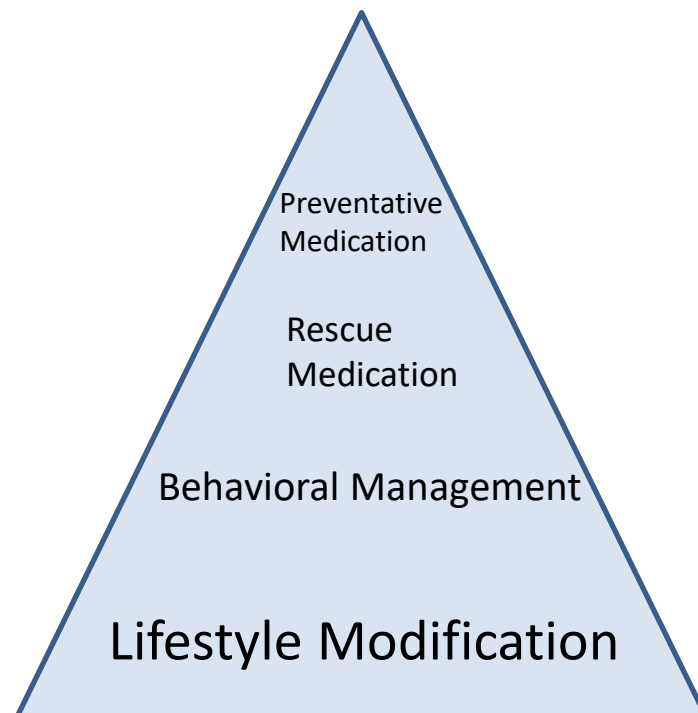 Preventative
Medication
Rescue
Medication
Behavioral Management
Lifestyle Modification